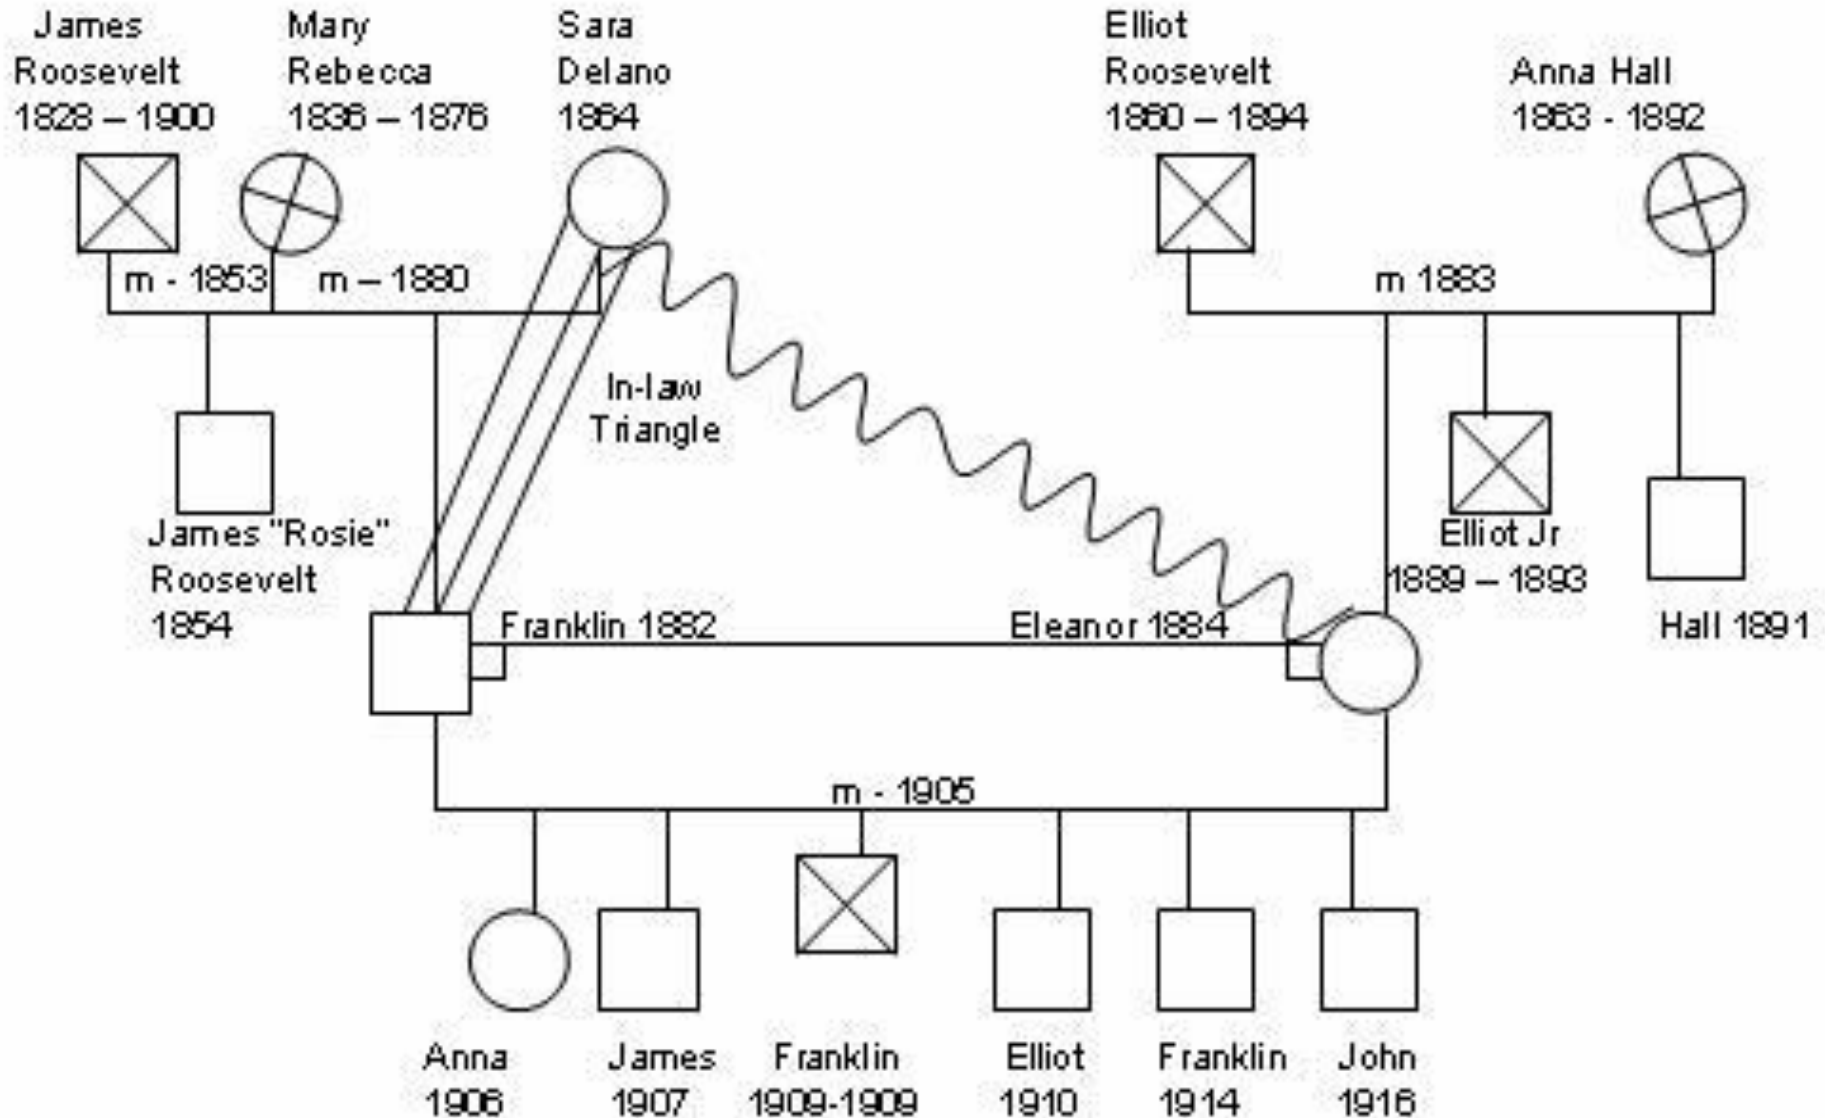 James
Roosevelt
1828 – 1900
Mary
Rebecca
1836 – 1876
Sara
Delano
1864
Elliot
Roosevelt
1860 – 1894
Anna Hall
1863 - 1892
m - 1853
m – 1880
m 1883
In-law
Triangle
James "Rosie"
Roosevelt
1854
Elliot Jr
1889 – 1893
Hall 1891
Franklin 1882
Eleanor 1884
m - 1905
Anna
1906
James
1907
Franklin
1909-1909
Elliot
1910
Franklin
1914
John
1916